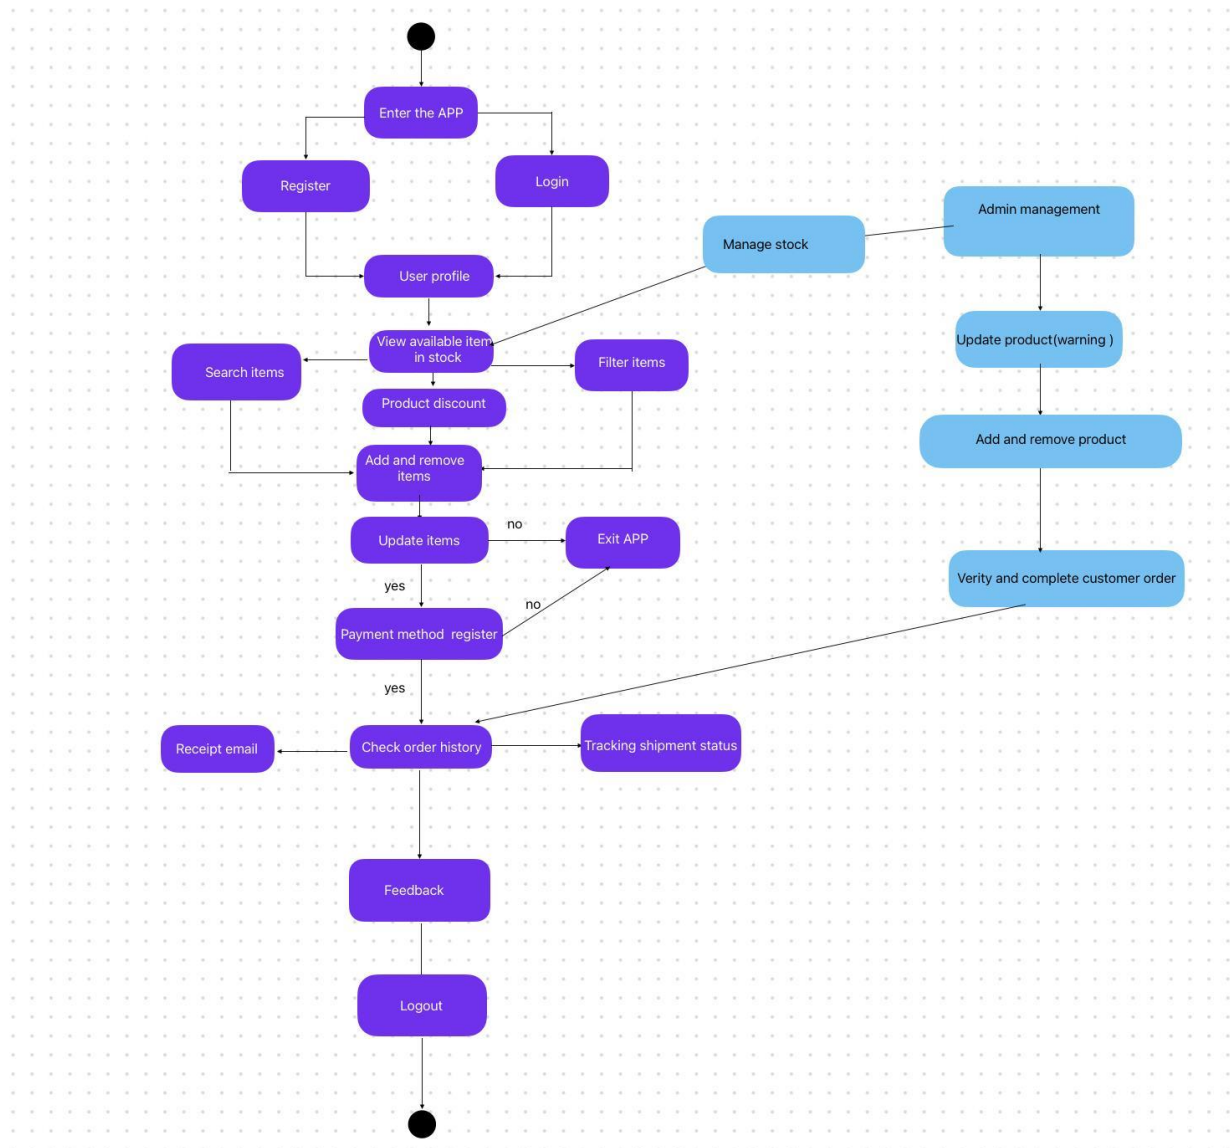 Enter the APP
Register
Login
Admin management
Manage stock
User profile
View available item
in stock
Update product(warning )
Search items
Filter items
Product discount
Add and remove product
Add and remove
items
no
Update items
Exit APP
yes
Verity and complete customer order
no
Payment method  register
yes
Receipt email
Check order history
Tracking shipment status
Feedback
Logout